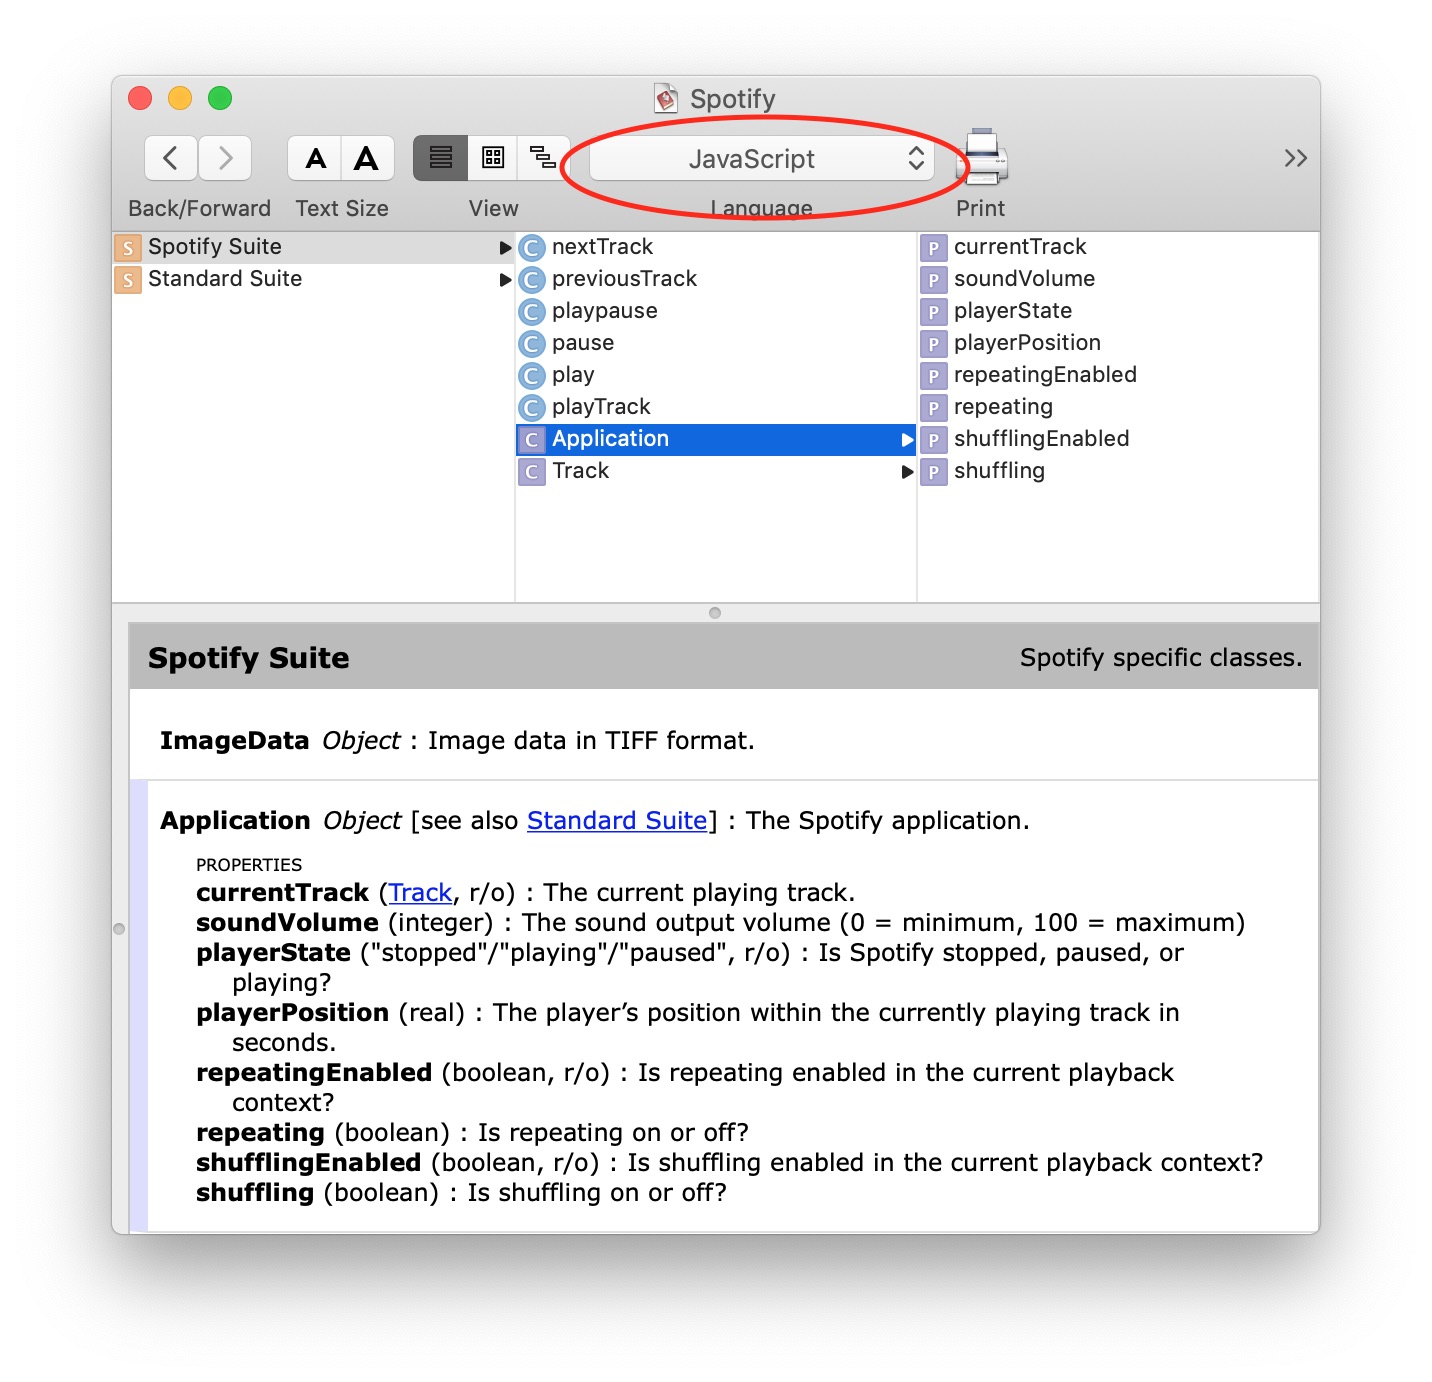 Spotify
A A
JavaScript
Back/Forward Text Size View Language Print
S Spotify Suite
S Standard Suite
C nextTrack
C previousTrack
C playpause
C pause
C play
C playTrack
C Application
C Track
P currentTrack
P soundVolume
P playerState
P playerPosition
P repeatingEnabled
P repeating
P shufflingEnabled
P shuffling
Spotify Suite Spotify specific classes.
ImageData Object : Image data in TIFF format.
Application Object [see also Standard Suite] : The Spotify application.
PROPERTIES
currentTrack (Track, r/o) : The current playing track.
soundVolume (integer) : The sound output volume (0 = minimum, 100 = maximum)
playerState ("stopped"/"playing"/"paused", r/o) : Is Spotify stopped, paused, or
playing?
playerPosition (real) : The player’s position within the currently playing track in
seconds.
repeatingEnabled (boolean, r/o) : Is repeating enabled in the current playback
context?
repeating (boolean) : Is repeating on or off?
shufflingEnabled (boolean, r/o) : Is shuffling enabled in the current playback context?
shuffling (boolean) : Is shuffling on or off?